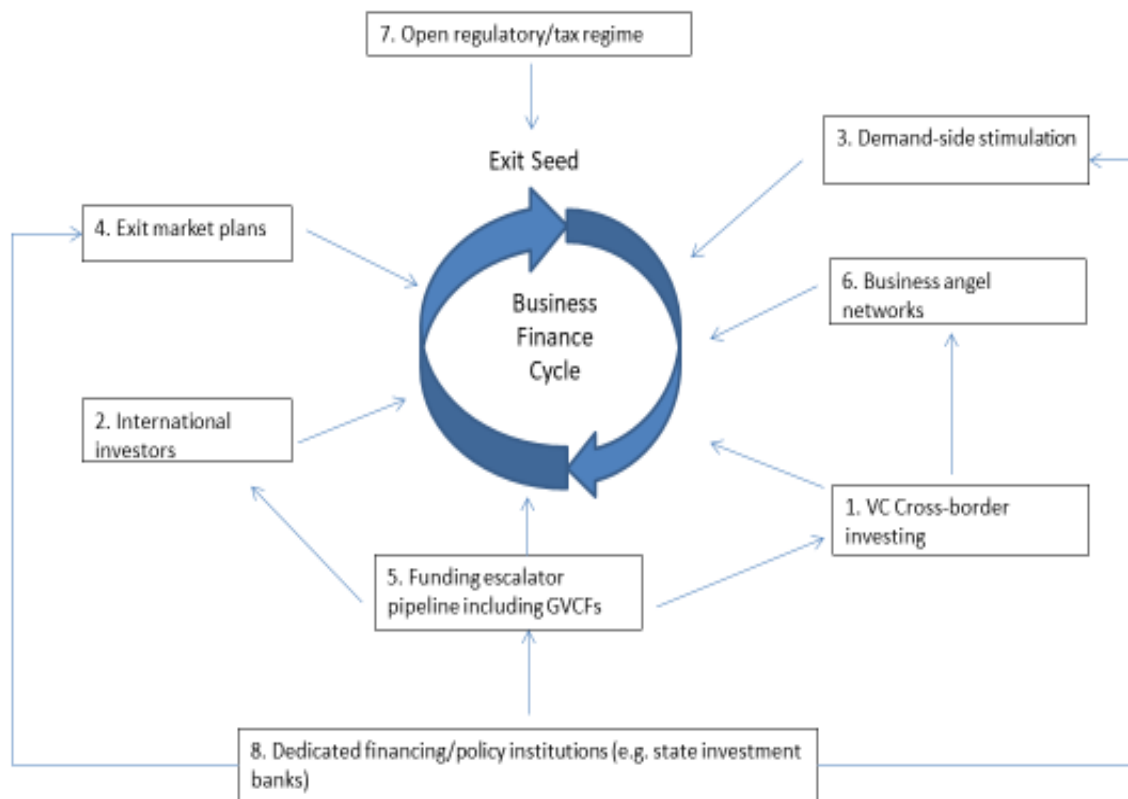 7. Open regulatory/tax regime
3. Demand-side stimulation
Exit Seed
4. Exit market plans
6. Business angel
networks
Business
Finance
Cycle
2. International
investors
1. VC Cross-border
investing
5. Funding escalator
pipeline including GVCFs
8. Dedicated financing/policy institutions (e.g. state investment
banks)